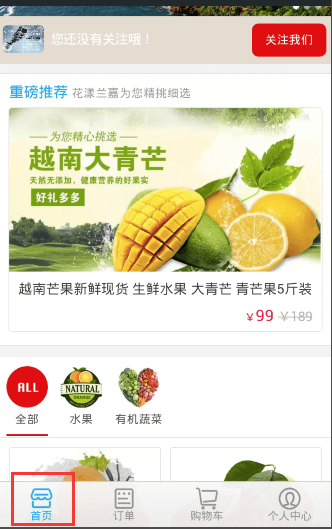 您还没有关注哦！
关注我们
重磅推荐 花漾兰嘉为您精挑细选
为您精心挑选
越南大青芒
天然无添加，健康营养的好果实
好礼多多
越南芒果新鲜现货 生鲜水果 大青芒 青芒果5斤装
￥99 ￥189
ALL
NATURAL
ORANGE
全部 水果 有机蔬菜
首页 订单 购物车 个人中心